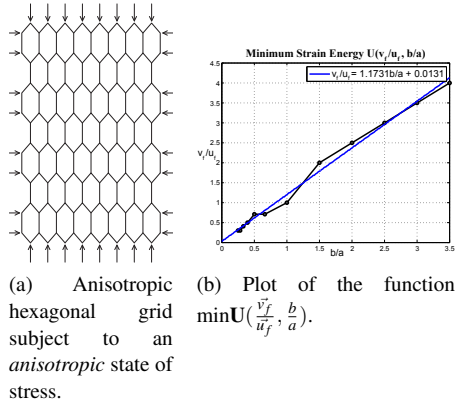 Minimum Strain Energy U(v_f/u_f, b/a)
v_f/u_f = 1.1731b/a + 0.0131
4.5
4
3.5
3
2.5
2
1.5
1
0.5
0
v_f/u_f
0 0.5 1 1.5 2 2.5 3 3.5
b/a
(a) Anisotropic
hexagonal grid
subject to an
anisotropic state of
stress.
(b) Plot of the function
minU(v⃗_f/u⃗_f, b/a).